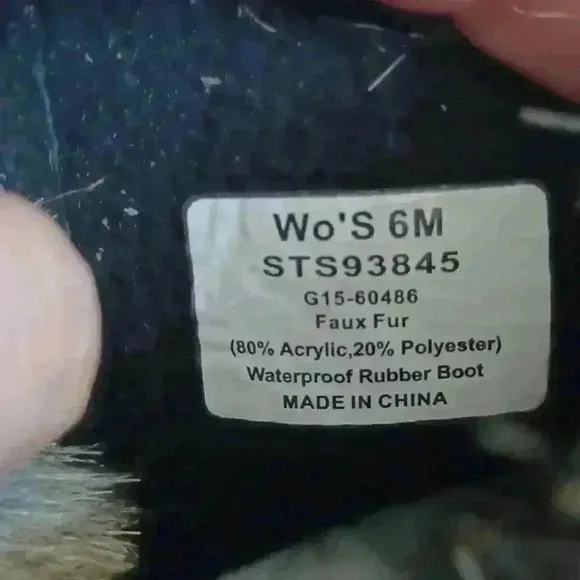 Wo'S 6M
STS93845
G15-60486
Faux Fur
(80% Acrylic,20% Polyester)
Waterproof Rubber Boot
MADE IN CHINA